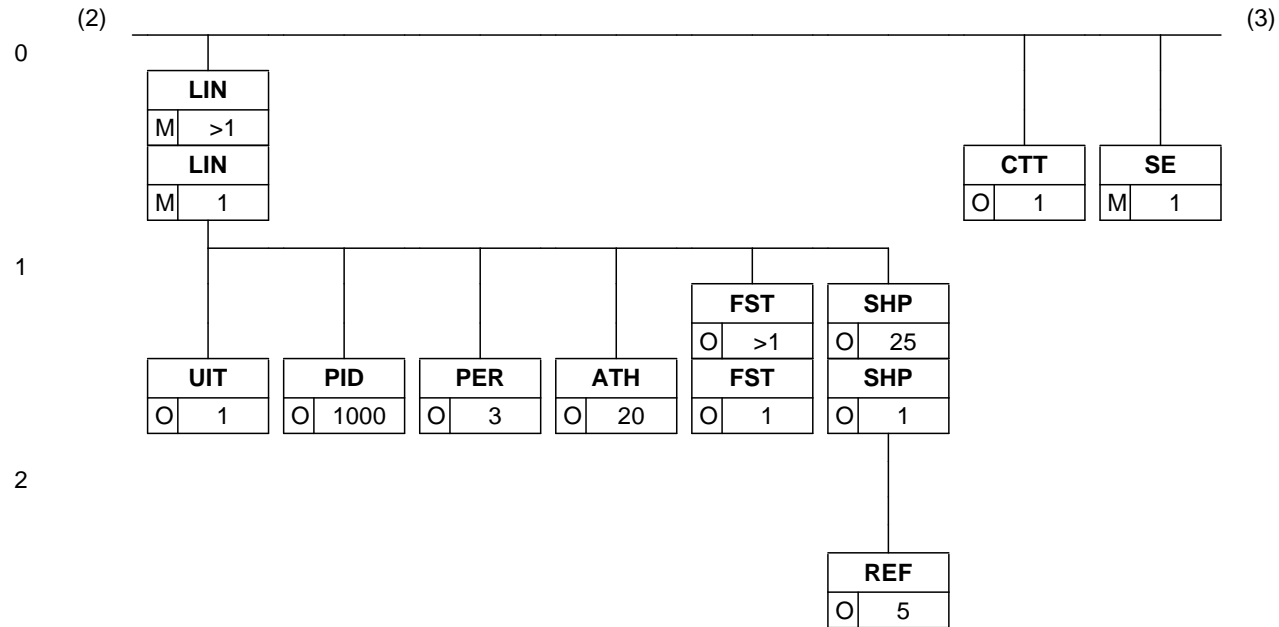 (2) (3)
0
LIN
M >1
LIN CTT SE
M 1 O 1 M 1
1
FST SHP
O >1 O 25
UIT PID PER ATH FST SHP
O 1 O 1000 O 3 O 20 O 1 O 1
2
REF
O 5